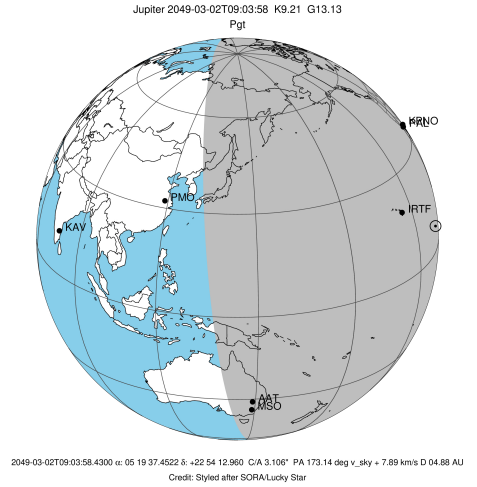 Jupiter 2049-03-02T09:03:58  K9.21  G13.13
Pgt
KRNO
PAL
PMO
IRTF
KAV
AAT
MSO
2049-03-02T09:03:58.4300 α: 05 19 37.4522 δ: +22 54 12.960  C/A 3.106"  PA 173.14 deg v_sky + 7.89 km/s D 04.88 AU
Credit: Styled after SORA/Lucky Star